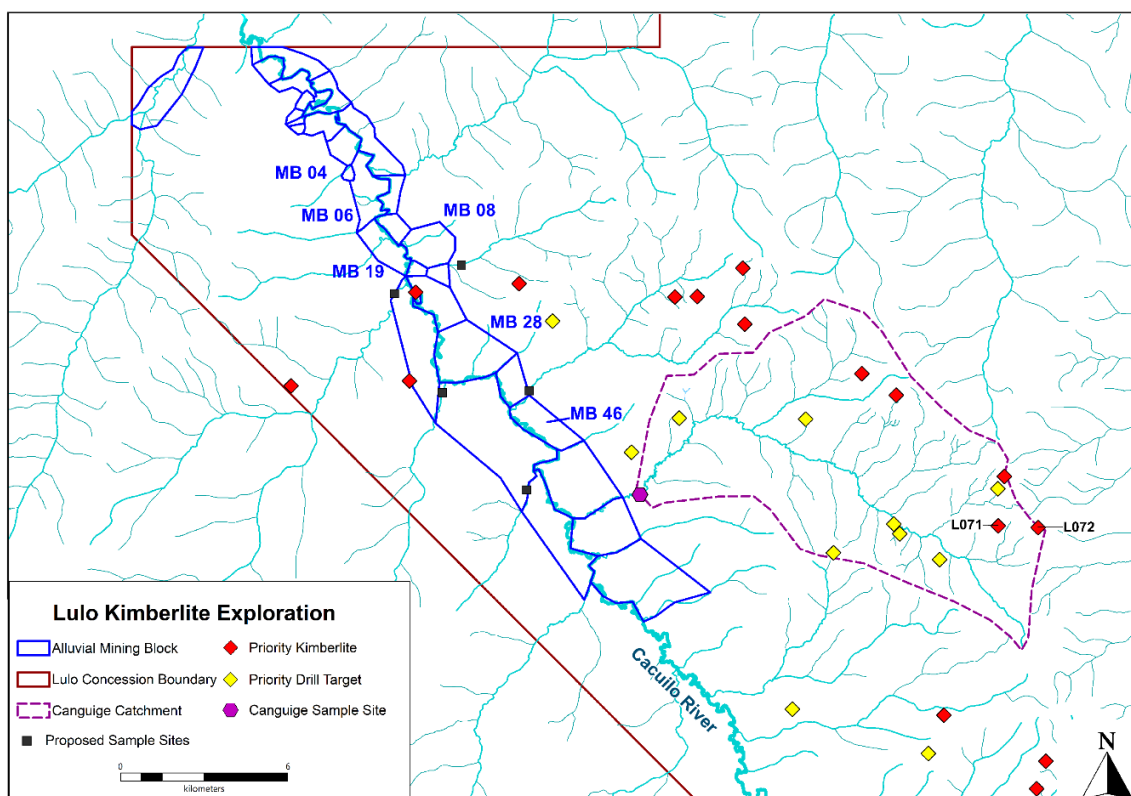 MB 04
MB 06
MB 08
MB 19
MB 28
MB 46
L071
L072
Cacuilo River
Lulo Kimberlite Exploration
Alluvial Mining Block
Priority Kimberlite
Lulo Concession Boundary
Priority Drill Target
Canguige Catchment
Canguige Sample Site
Proposed Sample Sites
0 6
kilometers
N